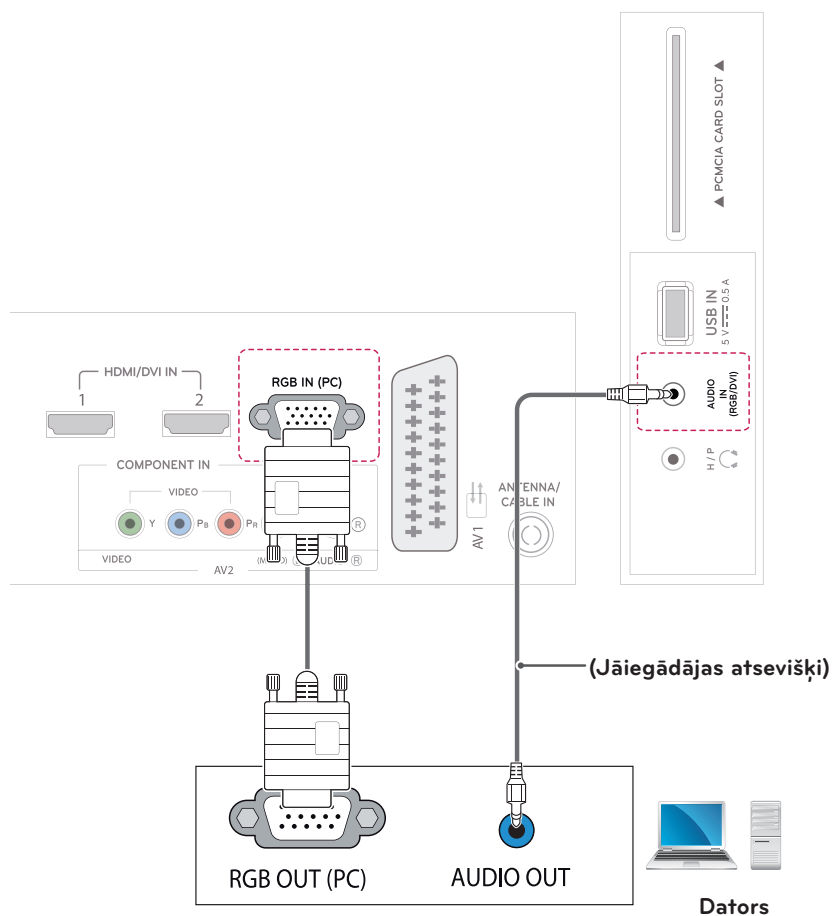 ▲ PCMCIA CARD SLOT ▲
USB IN
5 V 0.5 A
HDMI/DVI IN
1
2
RGB IN (PC)
AUDIO
IN
(RGB/DVI)
H / P
COMPONENT IN
VIDEO
Y
PB
PR
R
ANTENNA/
CABLE IN
AV1
VIDEO
R
AV2
(Jāiegādājas atsevišķi)
RGB OUT (PC)
AUDIO OUT
Dators